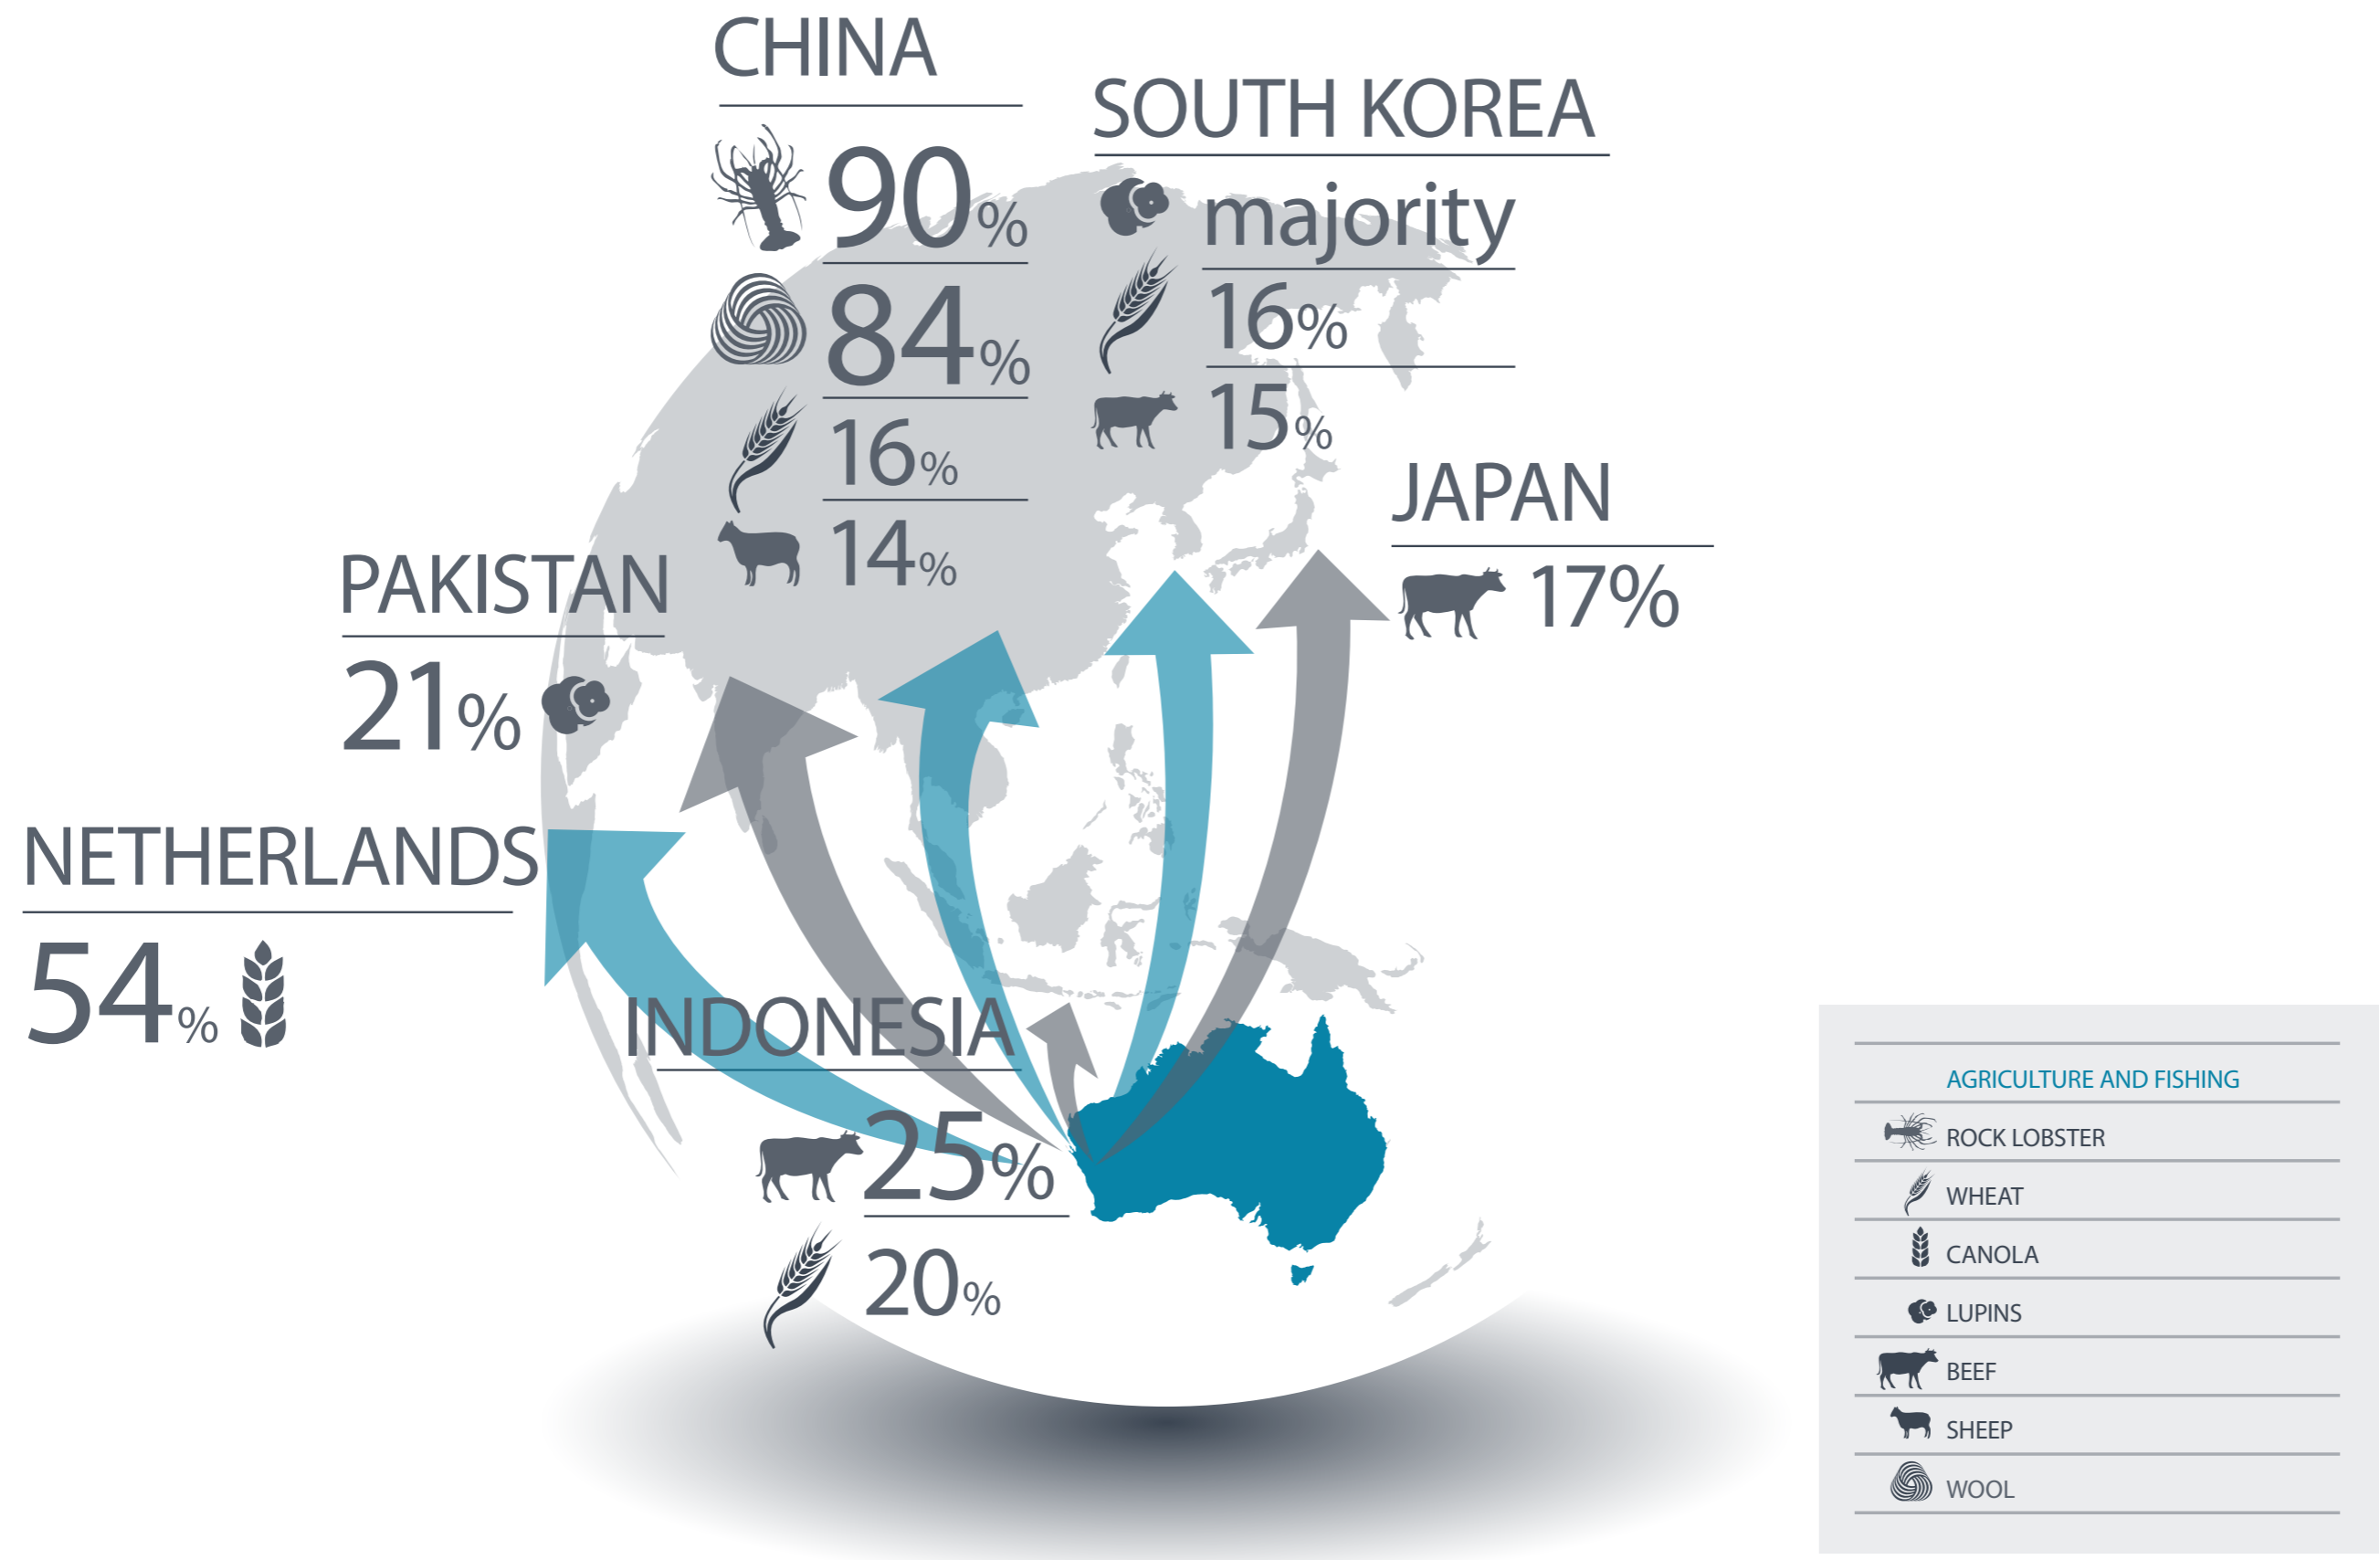 CHINA
90%
84%
16%
14%
SOUTH KOREA
majority
16%
15%
JAPAN
17%
PAKISTAN
21%
NETHERLANDS
54%
INDONESIA
25%
20%
AGRICULTURE AND FISHING
ROCK LOBSTER
WHEAT
CANOLA
LUPINS
BEEF
SHEEP
WOOL